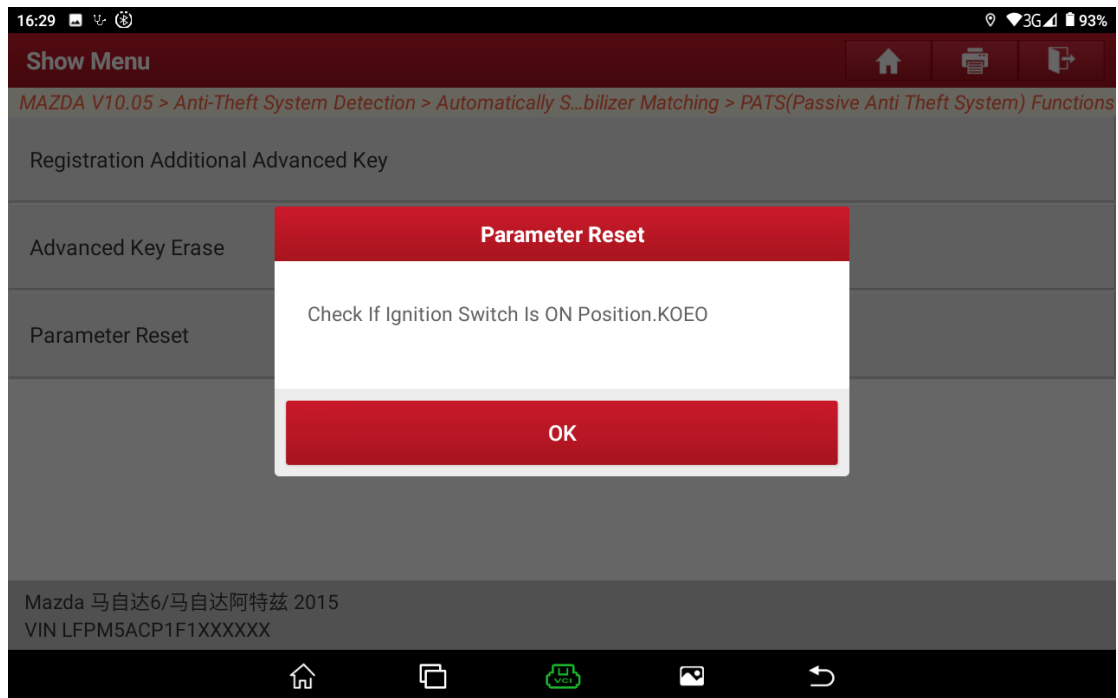 16:29
3G 93%
Show Menu
MAZDA V10.05 > Anti-Theft System Detection > Automatically S...bilizer Matching > PATS(Passive Anti Theft System) Functions
Registration Additional Advanced Key
Advanced Key Erase
Parameter Reset
Parameter Reset
Check If Ignition Switch Is ON Position.KOEO
OK
Mazda 马自达6/马自达阿特兹 2015
VIN LFPM5ACP1F1XXXXXX
VCI